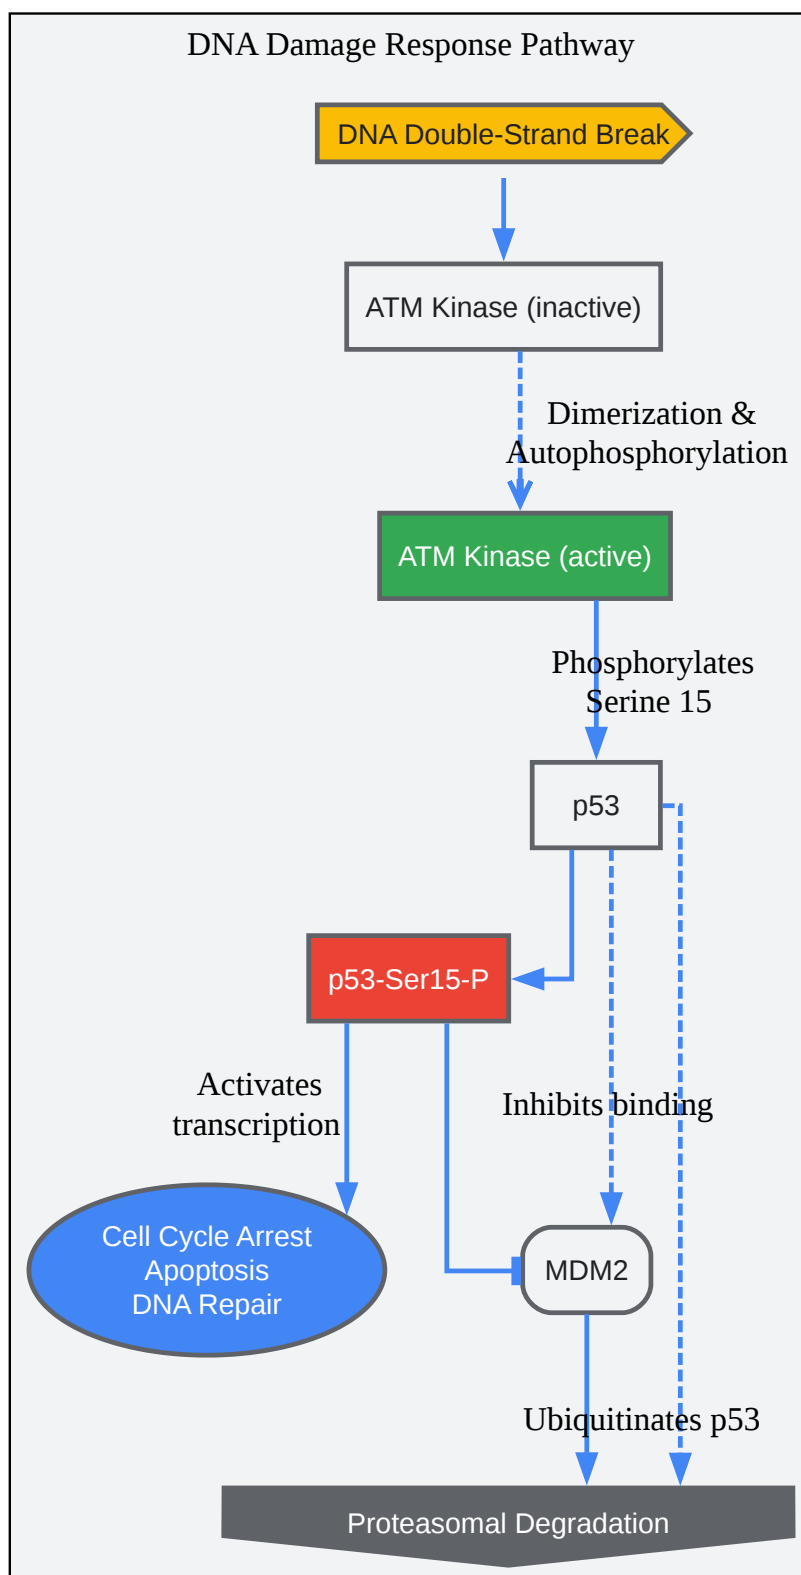 DNA Damage Response Pathway
DNA Double-Strand Break
ATM Kinase (inactive)
Dimerization &
Autophosphorylation
ATM Kinase (active)
Phosphorylates
Serine 15
p53
p53-Ser15-P
Activates
transcription
Inhibits binding
Cell Cycle Arrest
Apoptosis
DNA Repair
MDM2
Ubiquitinates p53
Proteasomal Degradation